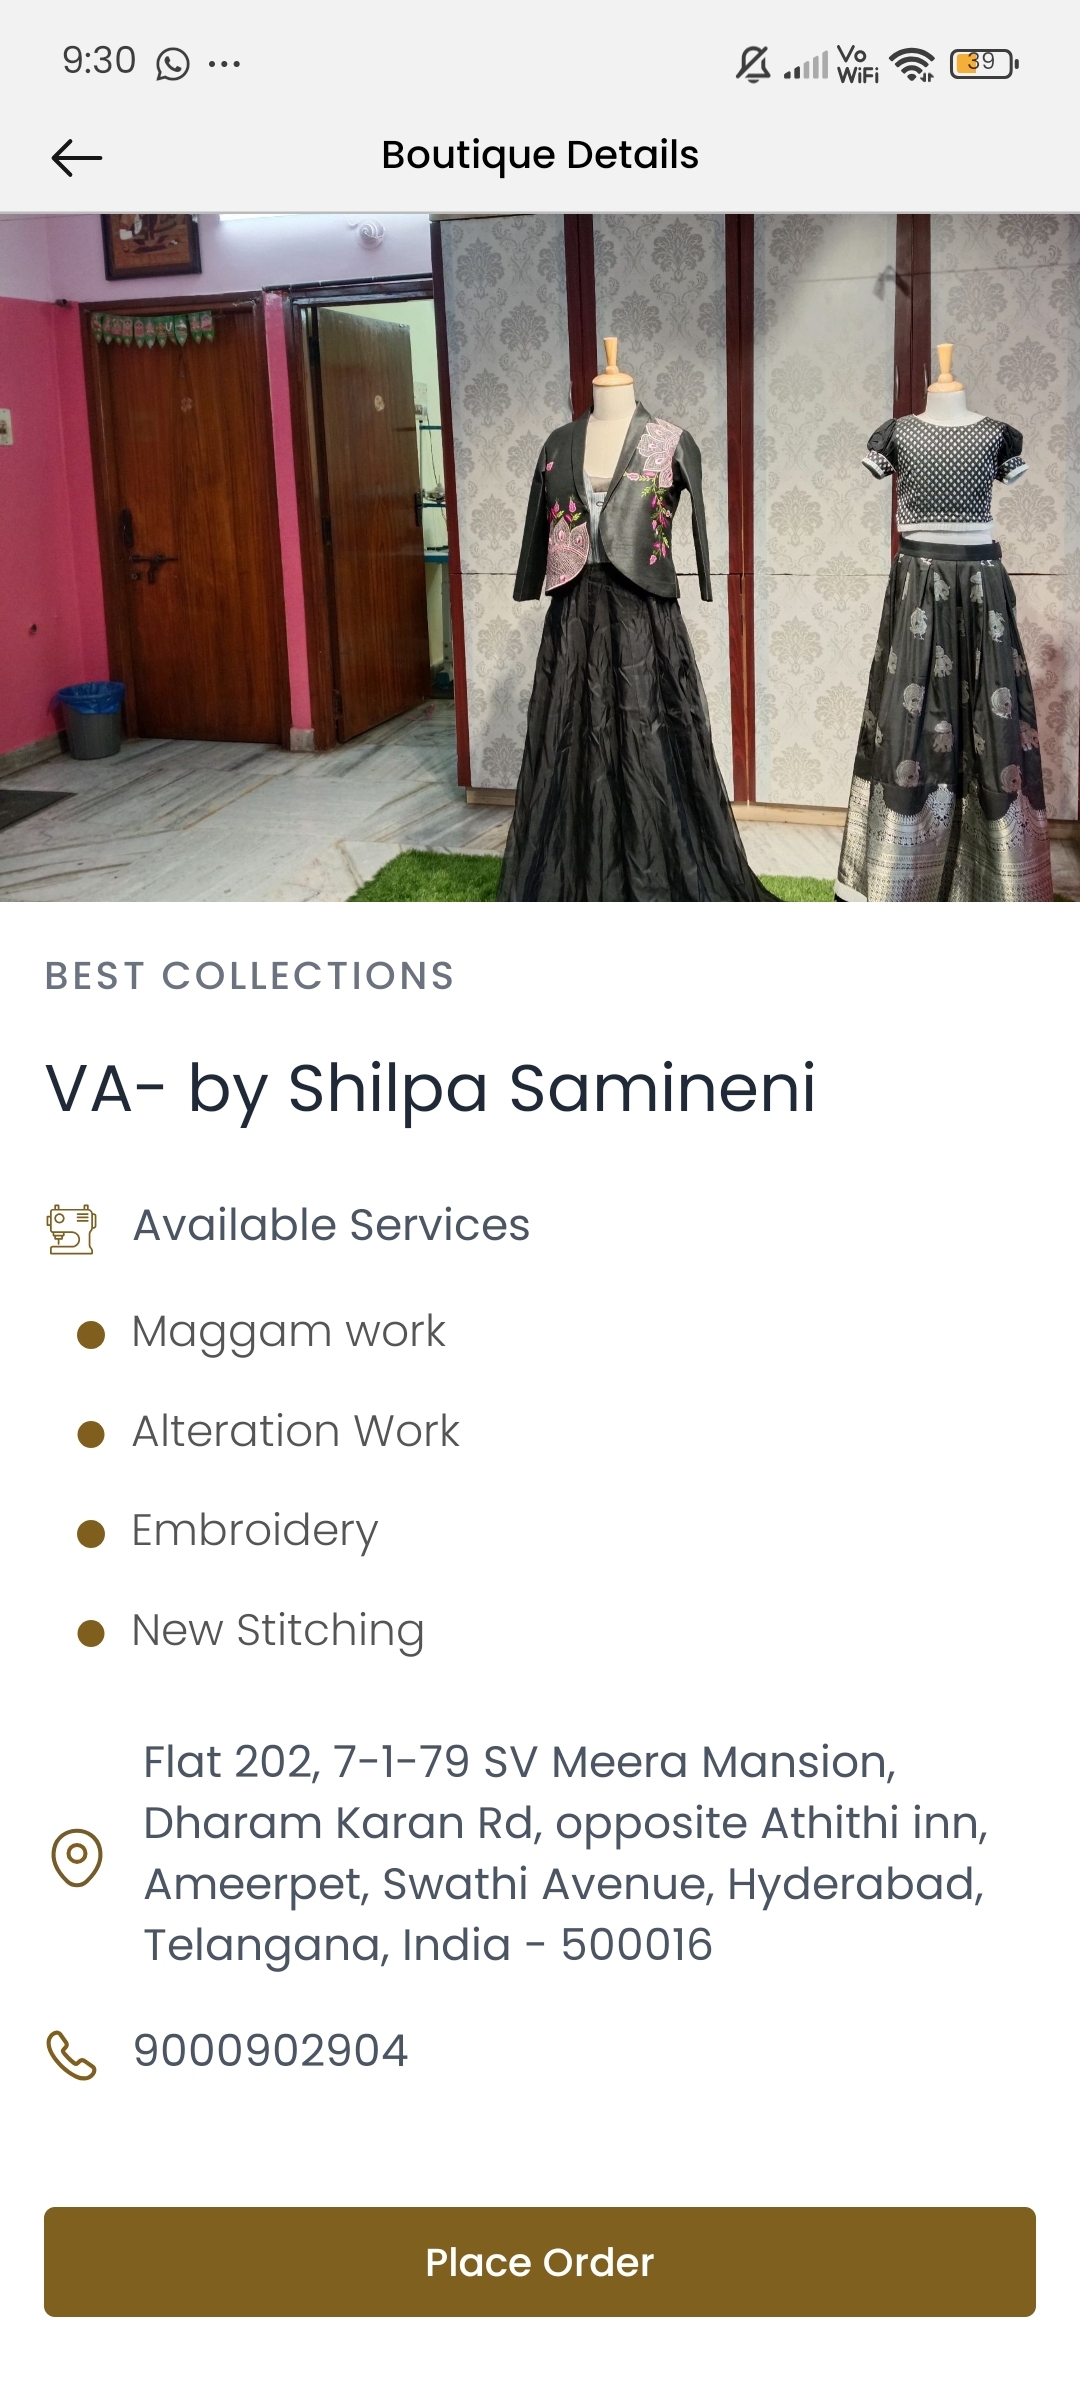 9:30
Vo
WiFi
39
Boutique Details
BEST COLLECTIONS
VA- by Shilpa Samineni
Available Services
Maggam work
Alteration Work
Embroidery
New Stitching
Flat 202, 7-1-79 SV Meera Mansion,
Dharam Karan Rd, opposite Athithi inn,
Ameerpet, Swathi Avenue, Hyderabad,
Telangana, India - 500016
9000902904
Place Order